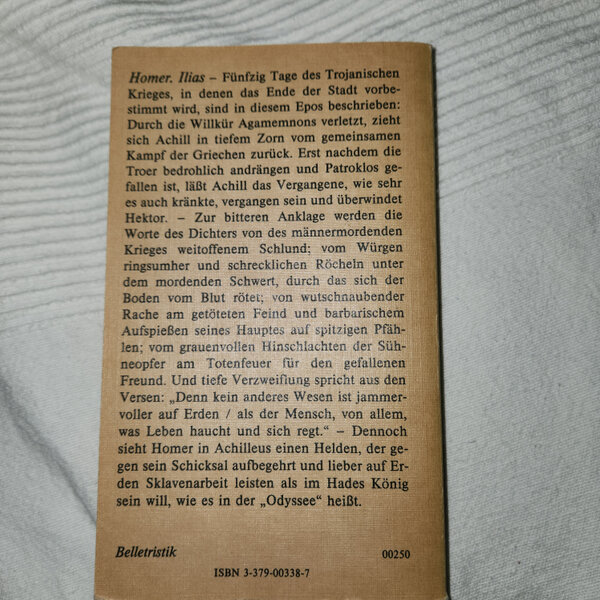 Homer. Ilias – Fünfzig Tage des Trojanischen
Krieges, in denen das Ende der Stadt vorbe-
stimmt wird, sind in diesem Epos beschrieben:
Durch die Willkür Agamemnons verletzt, zieht
sich Achill in tiefem Zorn vom gemeinsamen
Kampf der Griechen zurück. Erst nachdem die
Troer bedrohlich andrängen und Patroklos ge-
fallen ist, läßt Achill das Vergangene, wie sehr
es auch kränkte, vergangen sein und überwindet
Hektor. – Zur bitteren Anklage werden die
Worte des Dichters von des männermordenden
Krieges weitoffenem Schlund; vom Würgen
ringsumher und schrecklichen Röcheln unter
dem mordenden Schwert, durch das sich der
Boden vom Blut rötet; von wutschnaubender
Rache am getöteten Feind und barbarischem
Aufspießen seines Hauptes auf spitzigen Pfäh-
len; vom grauenvollen Hinschlachten der Süh-
neopfer am Totenfeuer für den gefallenen
Freund. Und tiefe Verzweiflung spricht aus den
Versen: „Denn kein anderes Wesen ist jammer-
voller auf Erden / als der Mensch, von allem,
was Leben haucht und sich regt.“ – Dennoch
sieht Homer in Achilleus einen Helden, der ge-
gen sein Schicksal aufbegehrt und lieber auf Er-
den Sklavenarbeit leisten als im Hades König
sein will, wie es in der „Odyssee“ heißt.
Belletristik 00250
ISBN 3-379-00338-7